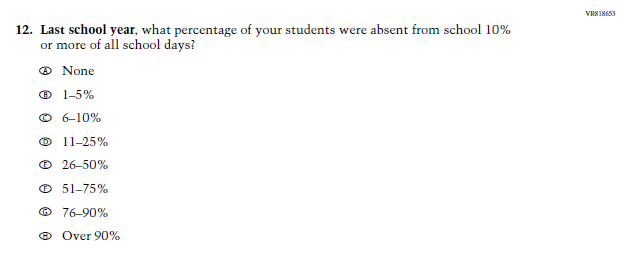 VR818653
12. Last school year, what percentage of your students were absent from school 10%
or more of all school days?
Ⓐ None
Ⓑ 1–5%
Ⓒ 6–10%
Ⓓ 11–25%
Ⓔ 26–50%
Ⓕ 51–75%
Ⓖ 76–90%
Ⓗ Over 90%